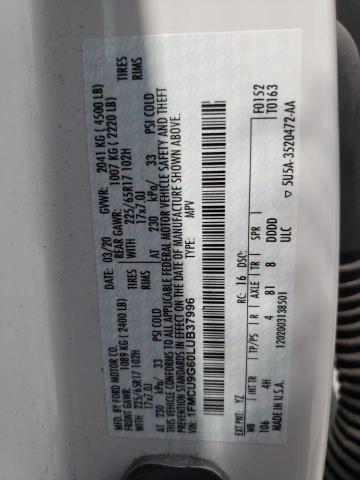 MFD. BY FORD MOTOR CO.
DATE: 03/20 GVWR: 2041 KG ( 4500 LB)
FRONT GAWR: 1089 KG ( 2400 LB) REAR GAWR: 1007 KG ( 2220 LB)
225/65R17 102H TIRES 225/65R17 102H TIRES
17x7.0J RIMS 17x7.0J RIMS
AT 230 kPa/ 33 PSI COLD AT 230 kPa/ 33 PSI COLD
THIS VEHICLE CONFORMS TO ALL APPLICABLE FEDERAL MOTOR VEHICLE SAFETY AND THEFT
PREVENTION STANDARDS IN EFFECT ON THE DATE OF MANUFACTURE SHOWN ABOVE.
VIN: 1FMCU9G60LUB37996 TYPE: MPV
F0152
T0163
EXT PNT: YZ RC: 16 DSO:
WB INT TR TP/PS R AXLE TR SPR
106 4H 4 81 8 DDDD
MADE IN U.S.A. ULC
1202003138501 5U5A-3520472-AA